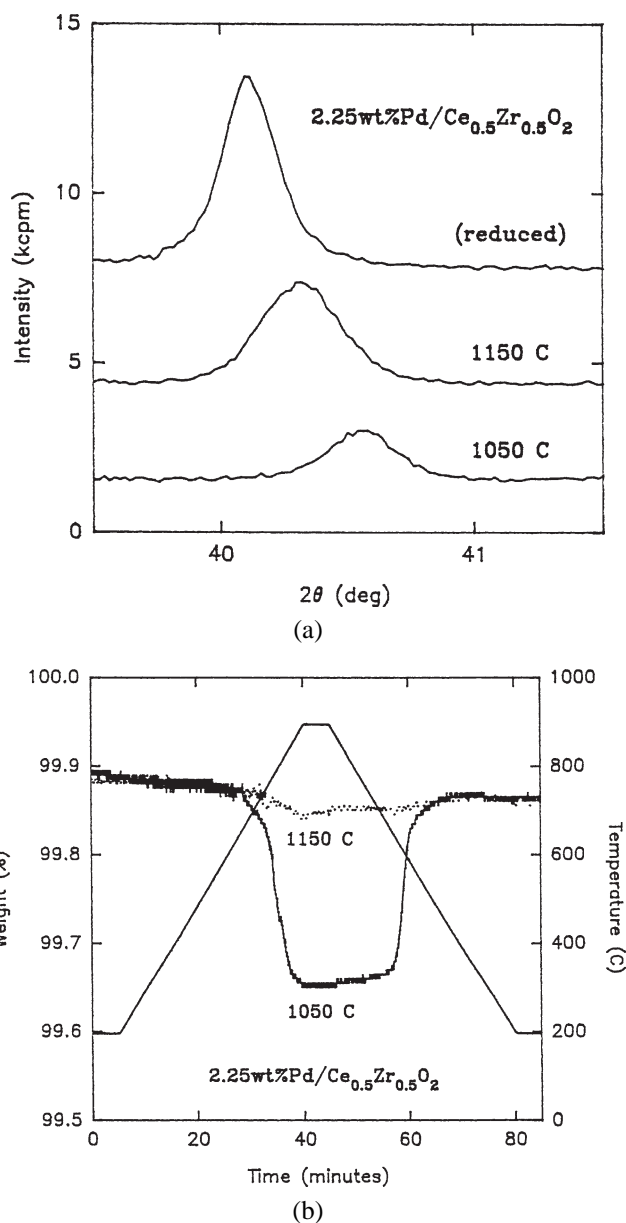 15
10
5
0
Intensity (kcpm)
2.25wt%Pd/Ce0.5Zr0.5O2
(reduced)
1150 C
1050 C
40
41
2θ (deg)
(a)
100.0
99.9
99.8
99.7
99.6
99.5
Weight (%)
1000
800
600
400
200
0
Temperature (C)
1150 C
1050 C
2.25wt%Pd/Ce0.5Zr0.5O2
0
20
40
60
80
Time (minutes)
(b)